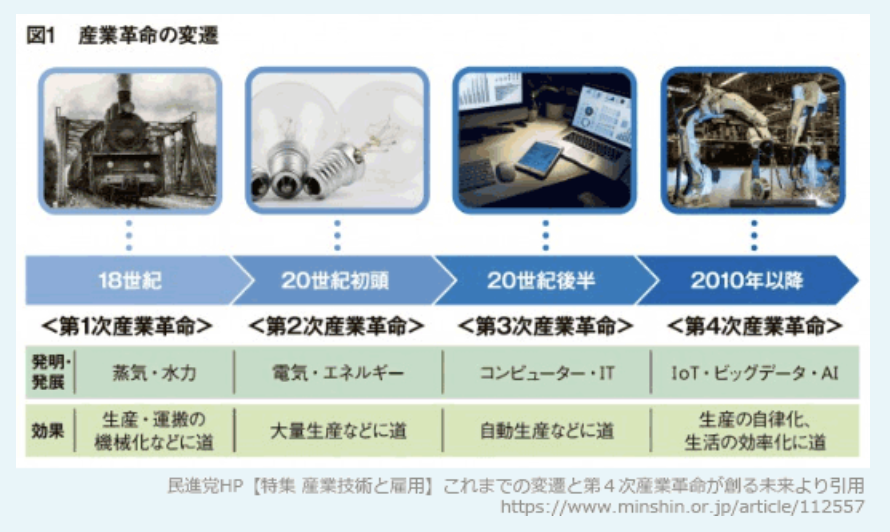 図1 産業革命の変遷
18世紀
20世紀初頭
20世紀後半
2010年以降
<第1次産業革命>
<第2次産業革命>
<第3次産業革命>
<第4次産業革命>
発明・
発展
蒸気・水力
電気・エネルギー
コンピューター・IT
IoT・ビッグデータ・AI
効果
生産・運搬の
機械化などに道
大量生産などに道
自動生産などに道
生産の自律化、
生活の効率化に道
民進党HP【特集 産業技術と雇用】これまでの変遷と第4次産業革命が創る未来より引用
https://www.minshin.or.jp/article/112557